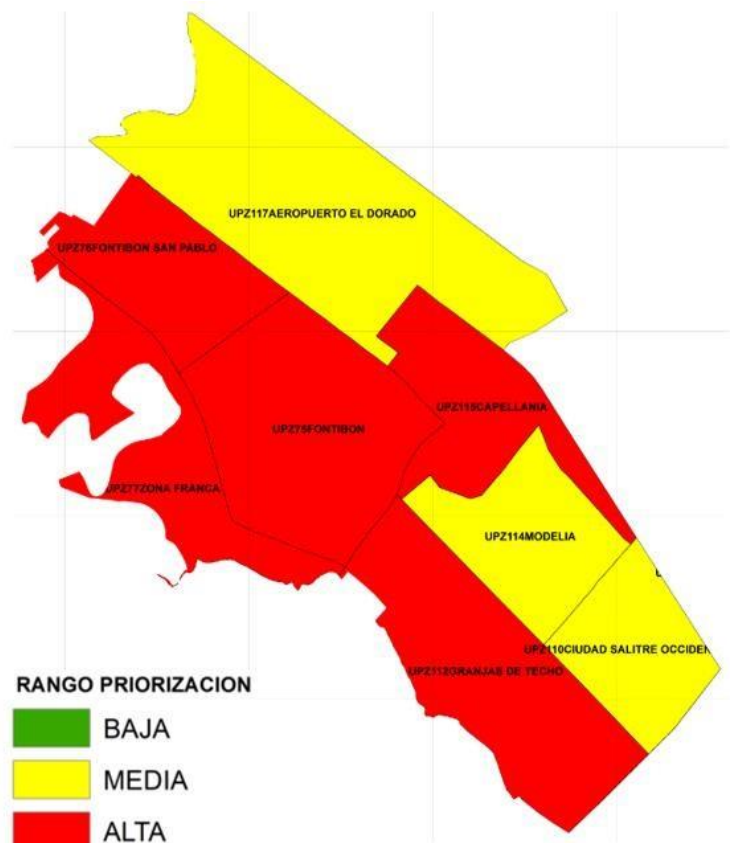 UPZ117AEROPUERTO EL DORADO
UPZ76FONTIBON SAN PABLO
UPZ115CAPELLANIA
UPZ75FONTIBON
UPZ77ZONA FRANCA
UPZ114MODELIA
UPZ110CIUDAD SALITRE OCCIDEN
UPZ112GRANJAS DE TECHO
RANGO PRIORIZACION
BAJA
MEDIA
ALTA